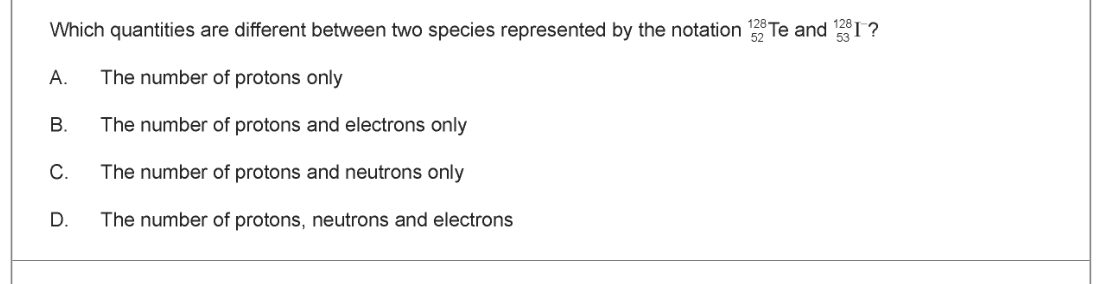 Which quantities are different between two species represented by the notation ¹²⁸₅₂Te and ¹²⁸₅₃I⁻?
A. The number of protons only
B. The number of protons and electrons only
C. The number of protons and neutrons only
D. The number of protons, neutrons and electrons